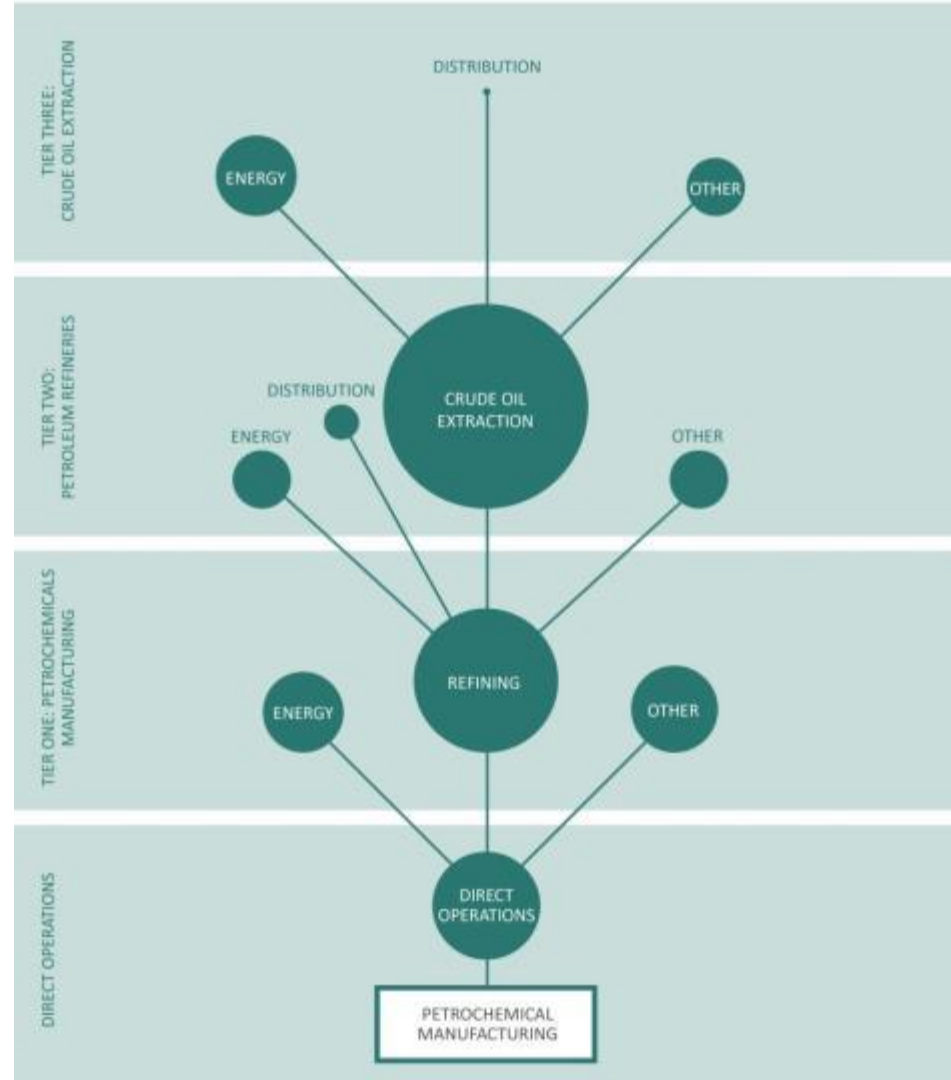 TIER THREE:
CRUDE OIL EXTRACTION
DISTRIBUTION
ENERGY
OTHER
TIER TWO:
PETROLEUM REFINERIES
CRUDE OIL
EXTRACTION
DISTRIBUTION
ENERGY
OTHER
TIER ONE: PETROCHEMICALS
MANUFACTURING
REFINING
ENERGY
OTHER
DIRECT OPERATIONS
DIRECT
OPERATIONS
PETROCHEMICAL
MANUFACTURING